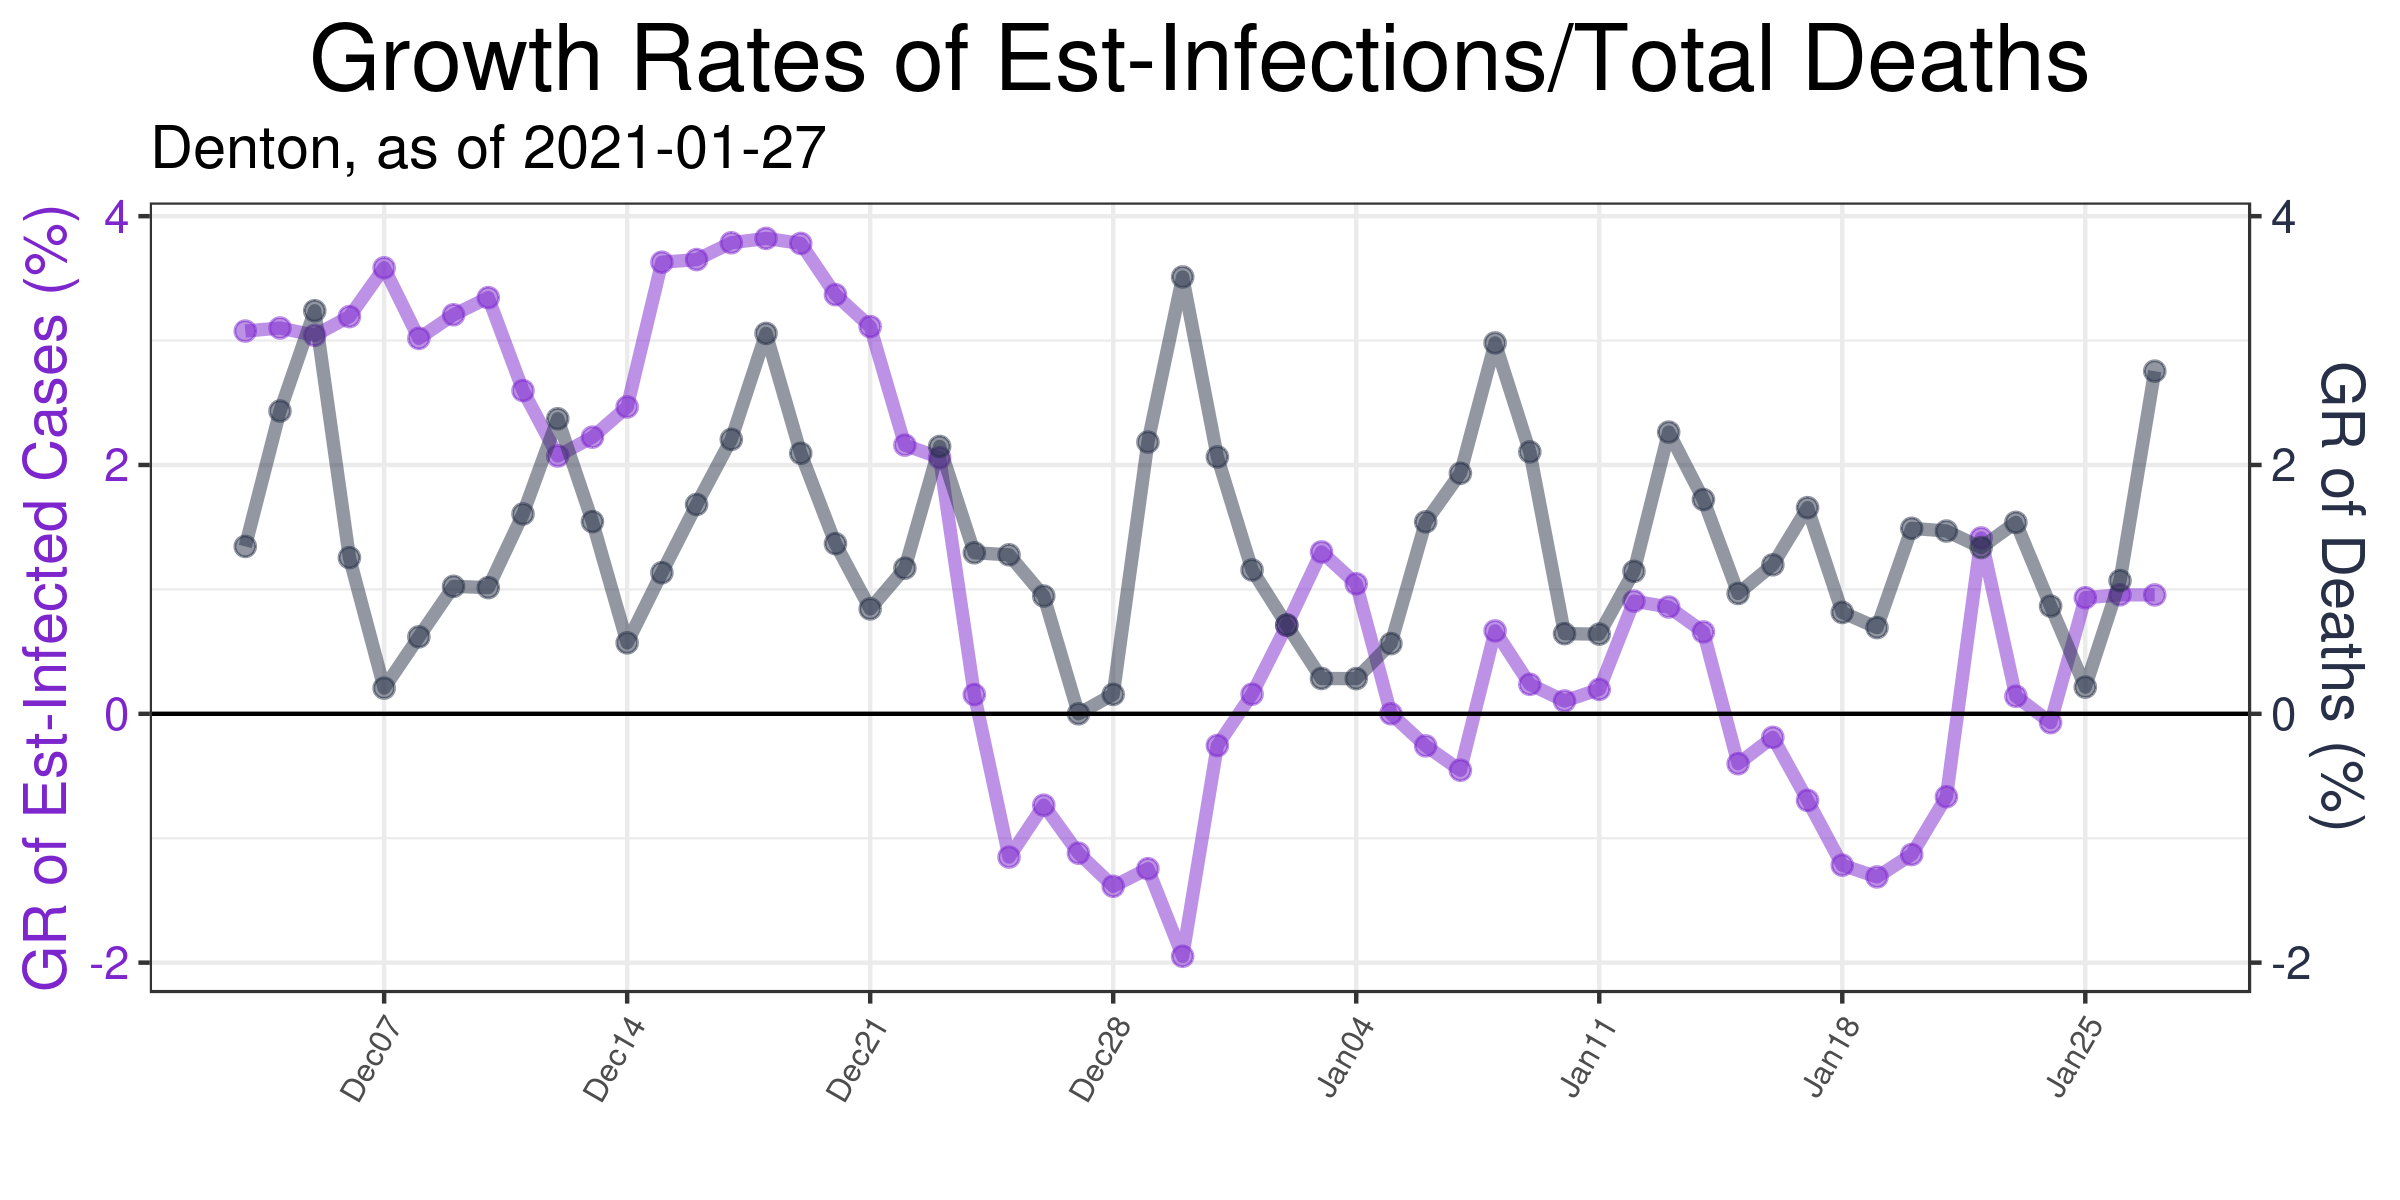 Growth Rates of Est-Infections/Total Deaths
Denton, as of 2021-01-27
GR of Est-Infected Cases (%)
4
2
0
-2
4
2
0
-2
GR of Deaths (%)
Dec07
Dec14
Dec21
Dec28
Jan04
Jan11
Jan18
Jan25